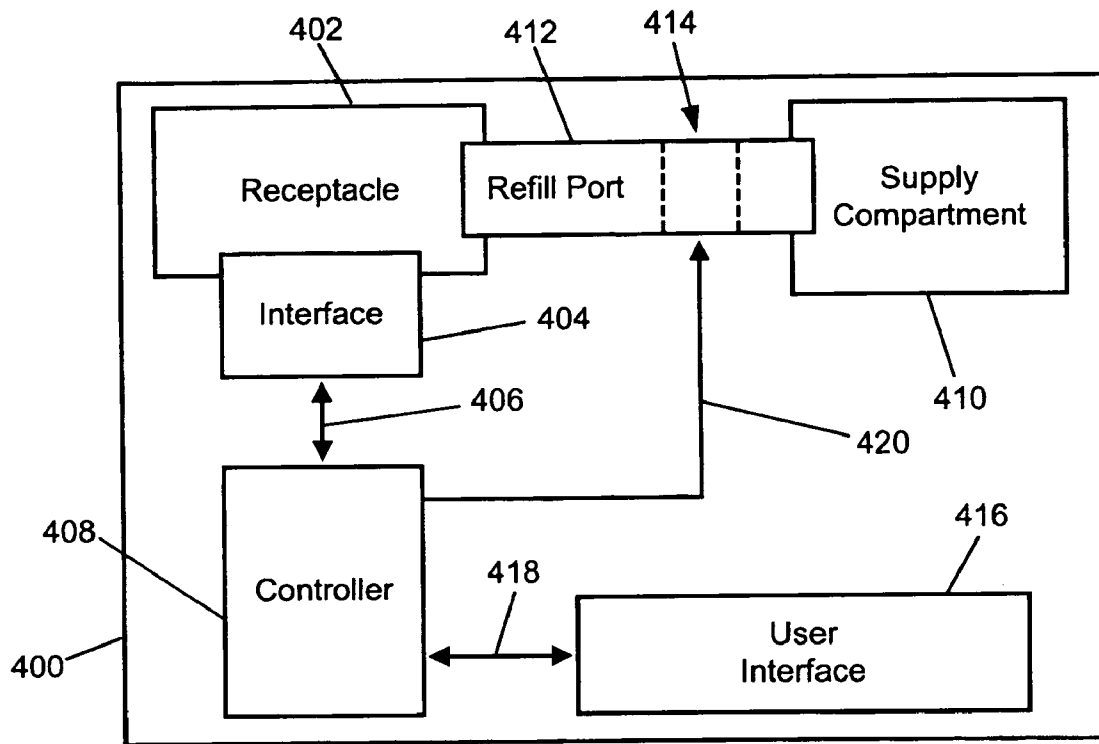 402
412
414
Receptacle
Refill Port
Supply
Compartment
Interface
404
406
410
420
408
Controller
416
418
User
Interface
400